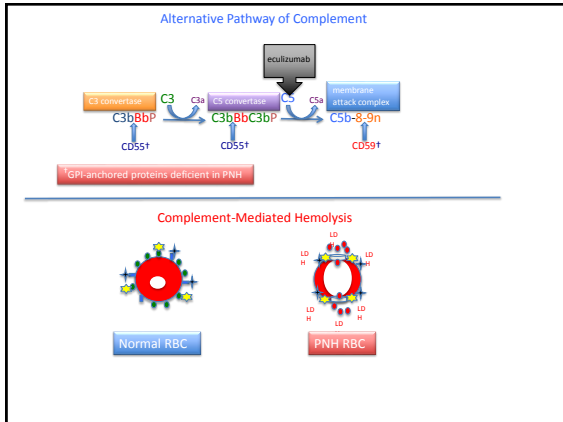 Alternative Pathway of Complement
eculizumab
C3 convertase
C3
C3a
C5 convertase
C5
C5a
membrane
attack complex
C3bBbP
C3bBbC3bP
C5b-8-9n
CD55†
CD55†
CD59†
†GPI-anchored proteins deficient in PNH
Complement-Mediated Hemolysis
LD
H
LD
H
LD
H
LD
H
LD
H
LD
Normal RBC
PNH RBC